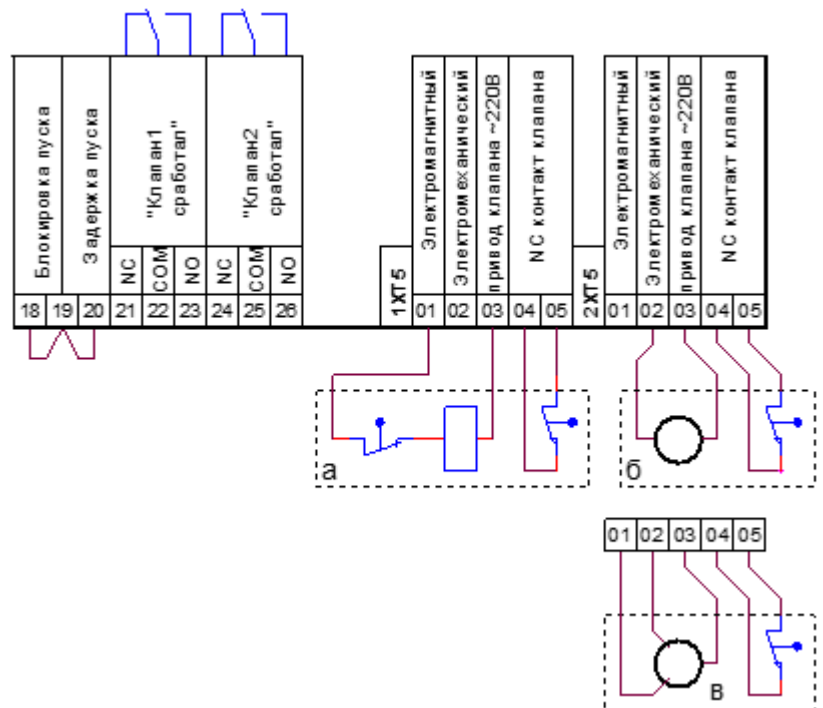 Блокировка пуска
Задержка пуска
"Клапан1
сработал"
"Клапан2
сработал"
NC
COM
NO
NC
COM
NO
18 19 20 21 22 23 24 25 26
1XT5
Электромагнитный
Электромеханический
привод клапана ~220В
NC контакт клапана
01 02 03 04 05
2XT5
Электромагнитный
Электромеханический
привод клапана ~220В
NC контакт клапана
01 02 03 04 05
а
б
01 02 03 04 05
в